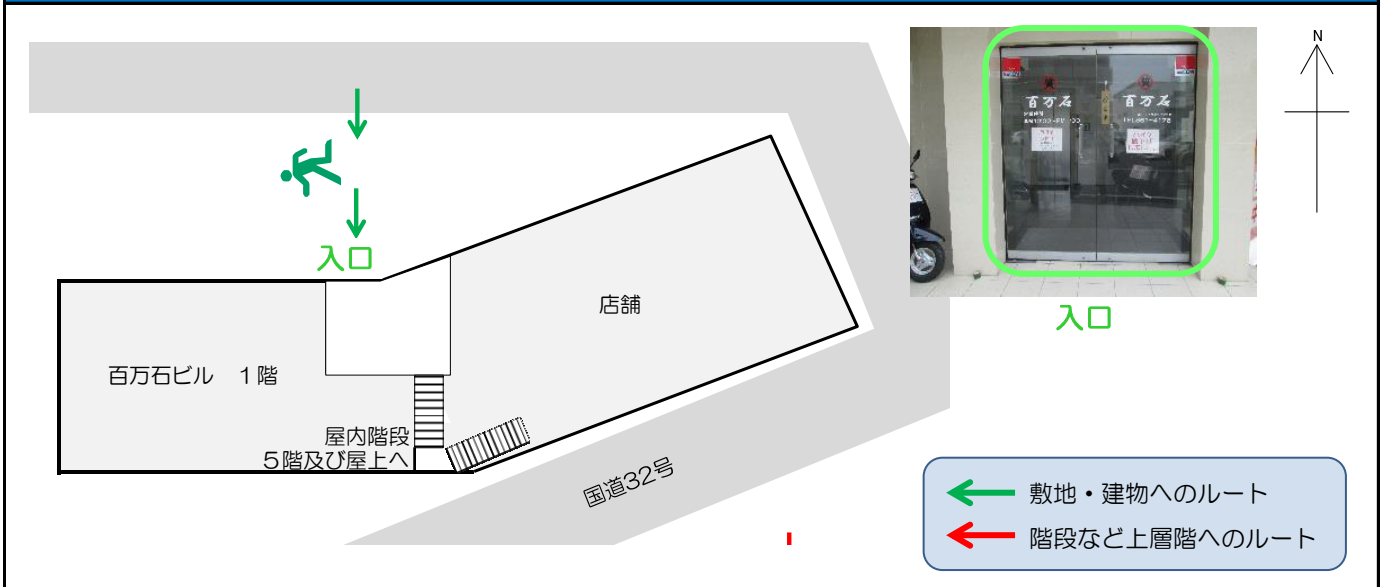 N
百万石
百万石
入口
入口
店舗
百万石ビル　１階
屋内階段
５階及び屋上へ
国道32号
敷地・建物へのルート
階段など上層階へのルート